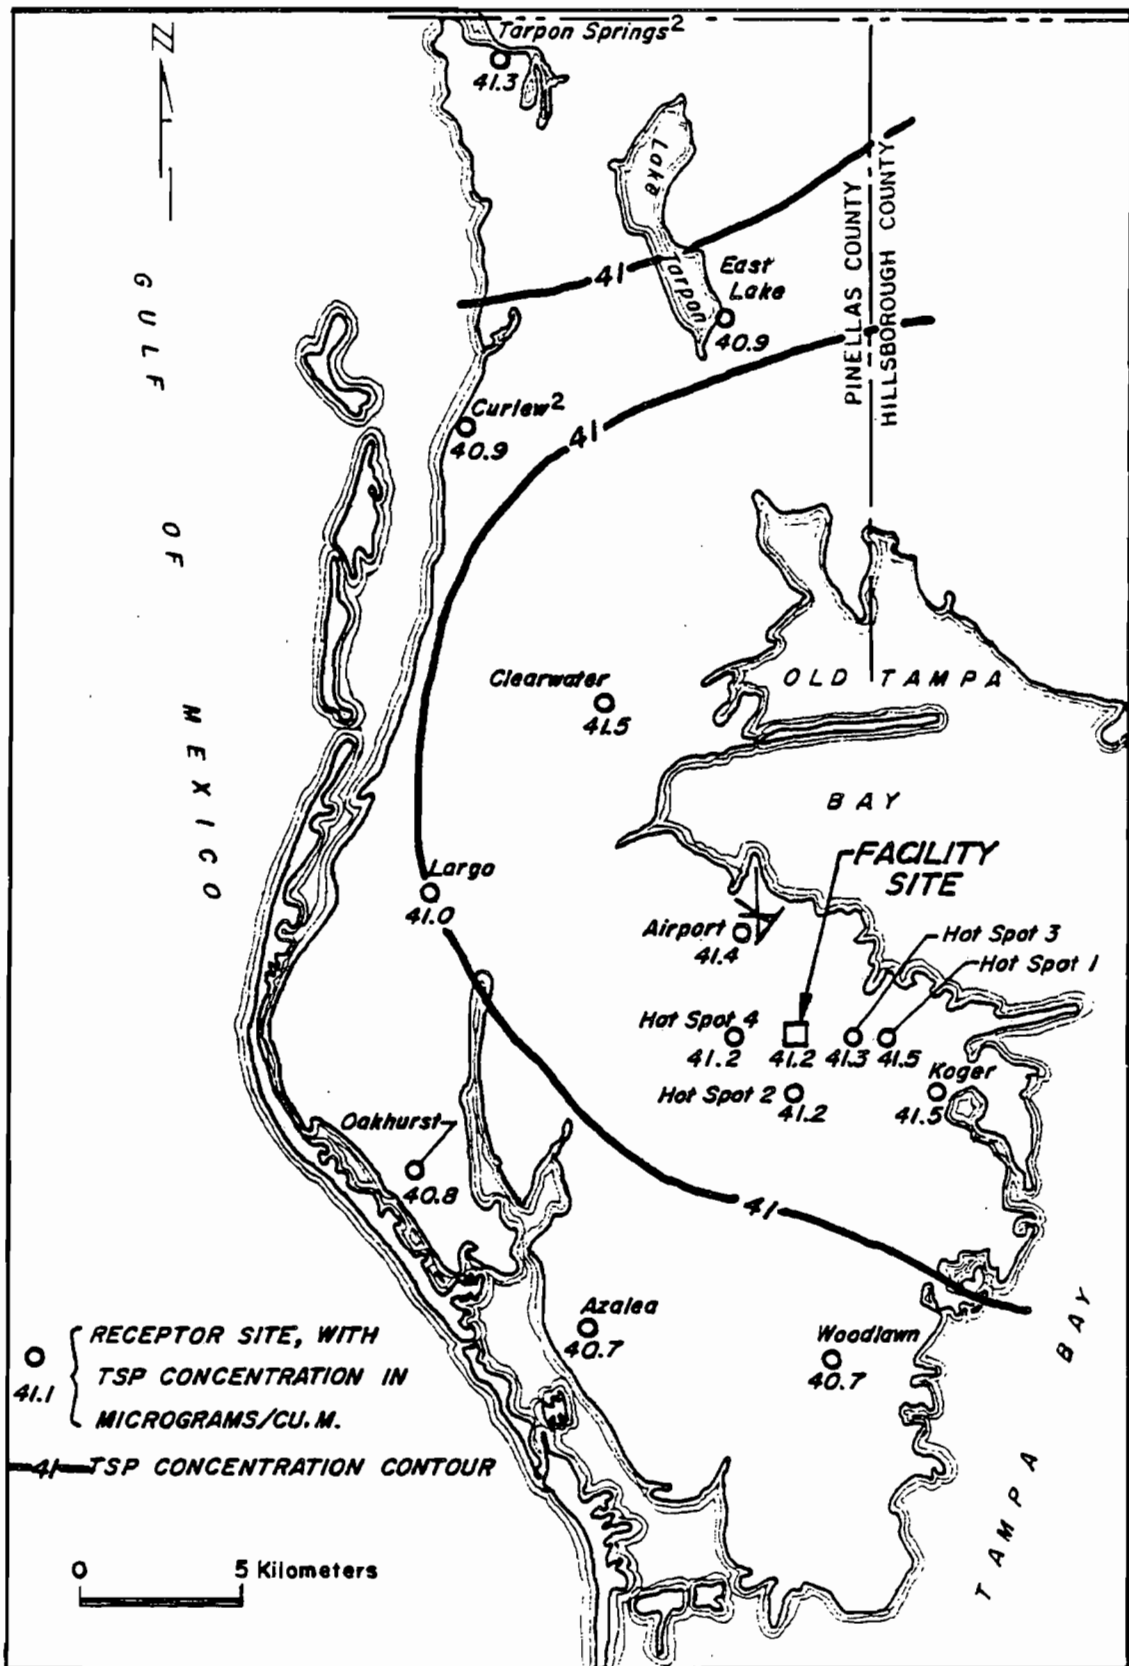 Tarpon Springs2
41.3
N
Lake
Tarpon
PINELLAS COUNTY
HILLSBOROUGH COUNTY
41
East
Lake
40.9
GULF OF MEXICO
Curlew2
40.9
41
Clearwater
41.5
OLD TAMPA
BAY
FACILITY
SITE
Largo
41.0
Airport
41.4
Hot Spot 3
Hot Spot 1
Hot Spot 4
41.2
41.2
41.3
41.5
Koger
41.5
Hot Spot 2
41.2
Oakhurst
40.8
41
Azalea
40.7
Woodlawn
40.7
TAMPA BAY
41.1
RECEPTOR SITE, WITH
TSP CONCENTRATION IN
MICROGRAMS/CU. M.
41
TSP CONCENTRATION CONTOUR
0
5 Kilometers